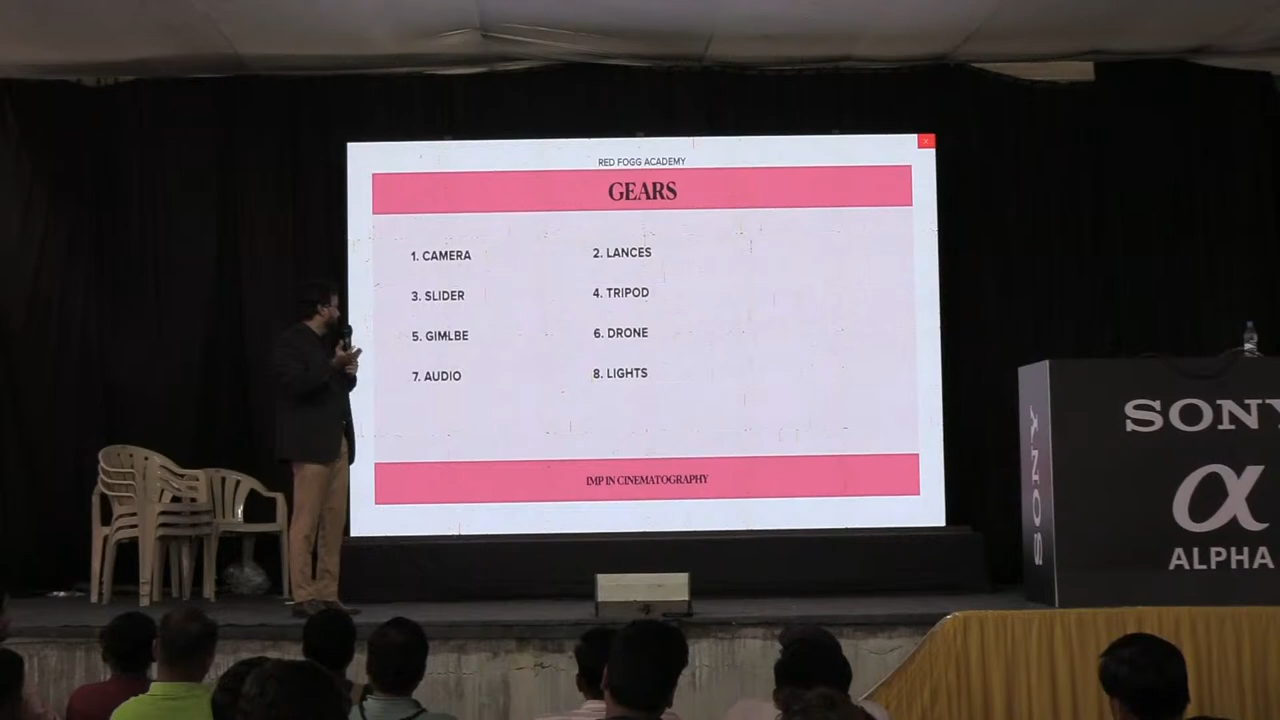 RED FOGG ACADEMY
X
GEARS
1. CAMERA
2. LANCES
3. SLIDER
4. TRIPOD
5. GIMLBE
6. DRONE
7. AUDIO
8. LIGHTS
IMP IN CINEMATOGRAPHY
SONY
SONY
α
ALPHA